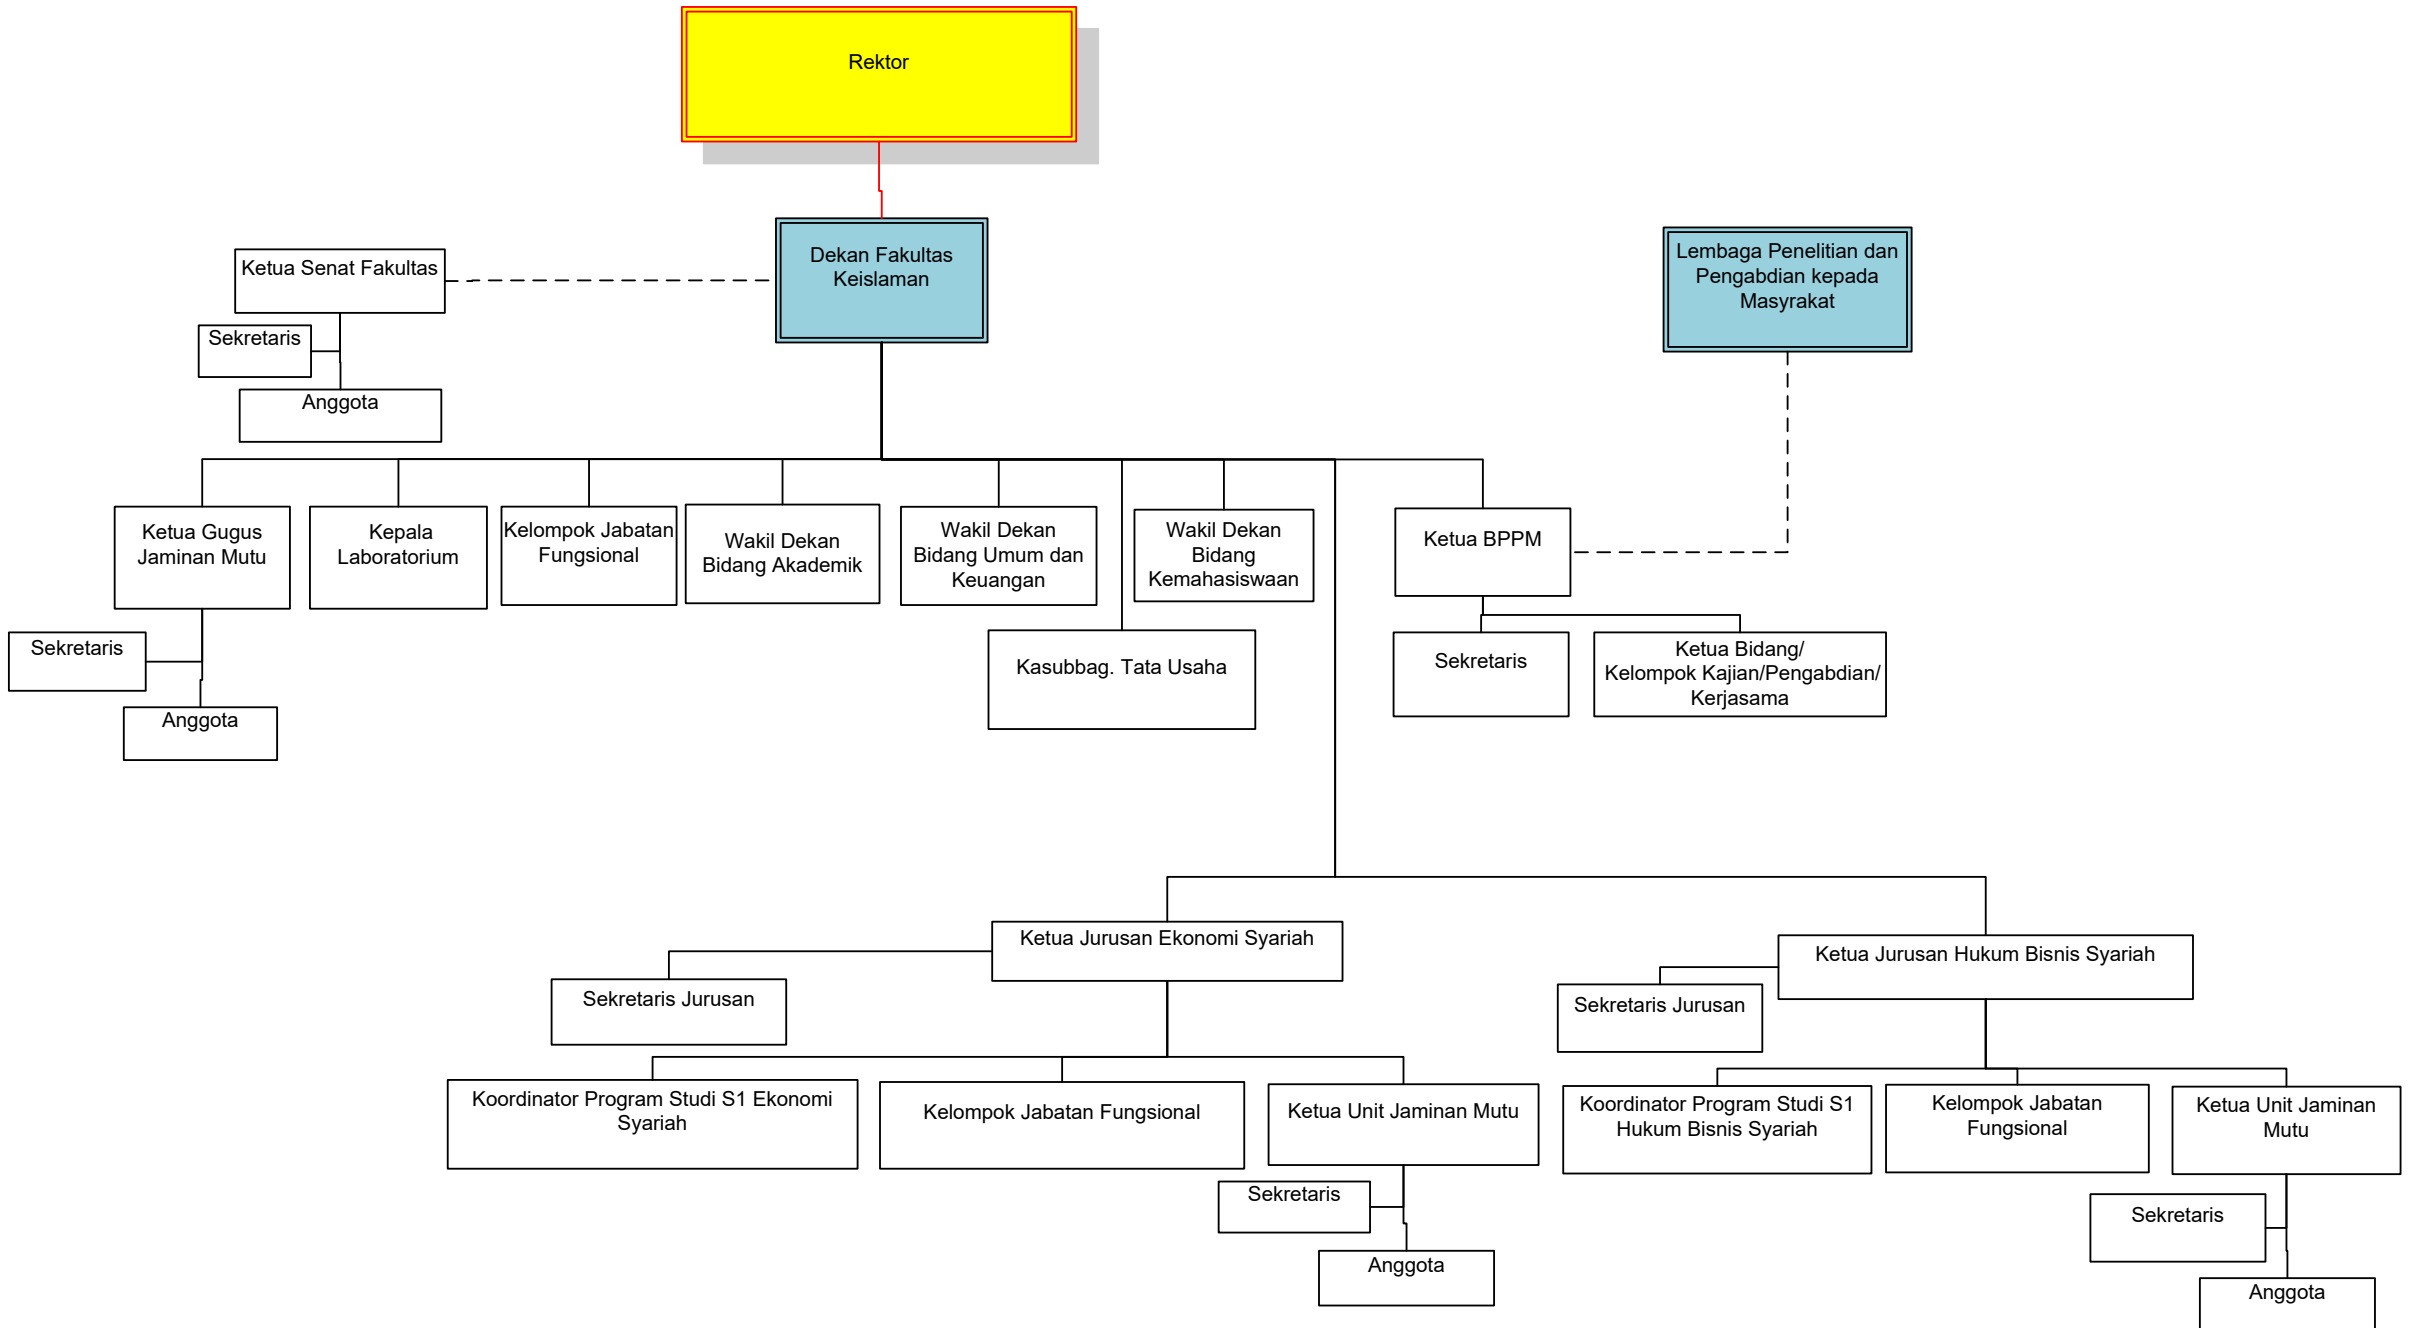 Rektor
Dekan Fakultas
Keislaman
Lembaga Penelitian dan
Pengabdian kepada
Masyrakat
Ketua Senat Fakultas
Sekretaris
Anggota
Ketua Gugus
Jaminan Mutu
Kepala
Laboratorium
Kelompok Jabatan
Fungsional
Wakil Dekan
Bidang Akademik
Wakil Dekan
Bidang Umum dan
Keuangan
Wakil Dekan
Bidang
Kemahasiswaan
Ketua BPPM
Sekretaris
Anggota
Kasubbag. Tata Usaha
Sekretaris
Ketua Bidang/
Kelompok Kajian/Pengabdian/
Kerjasama
Ketua Jurusan Ekonomi Syariah
Sekretaris Jurusan
Koordinator Program Studi S1 Ekonomi
Syariah
Kelompok Jabatan Fungsional
Ketua Unit Jaminan Mutu
Sekretaris
Anggota
Ketua Jurusan Hukum Bisnis Syariah
Sekretaris Jurusan
Koordinator Program Studi S1
Hukum Bisnis Syariah
Kelompok Jabatan
Fungsional
Ketua Unit Jaminan
Mutu
Sekretaris
Anggota